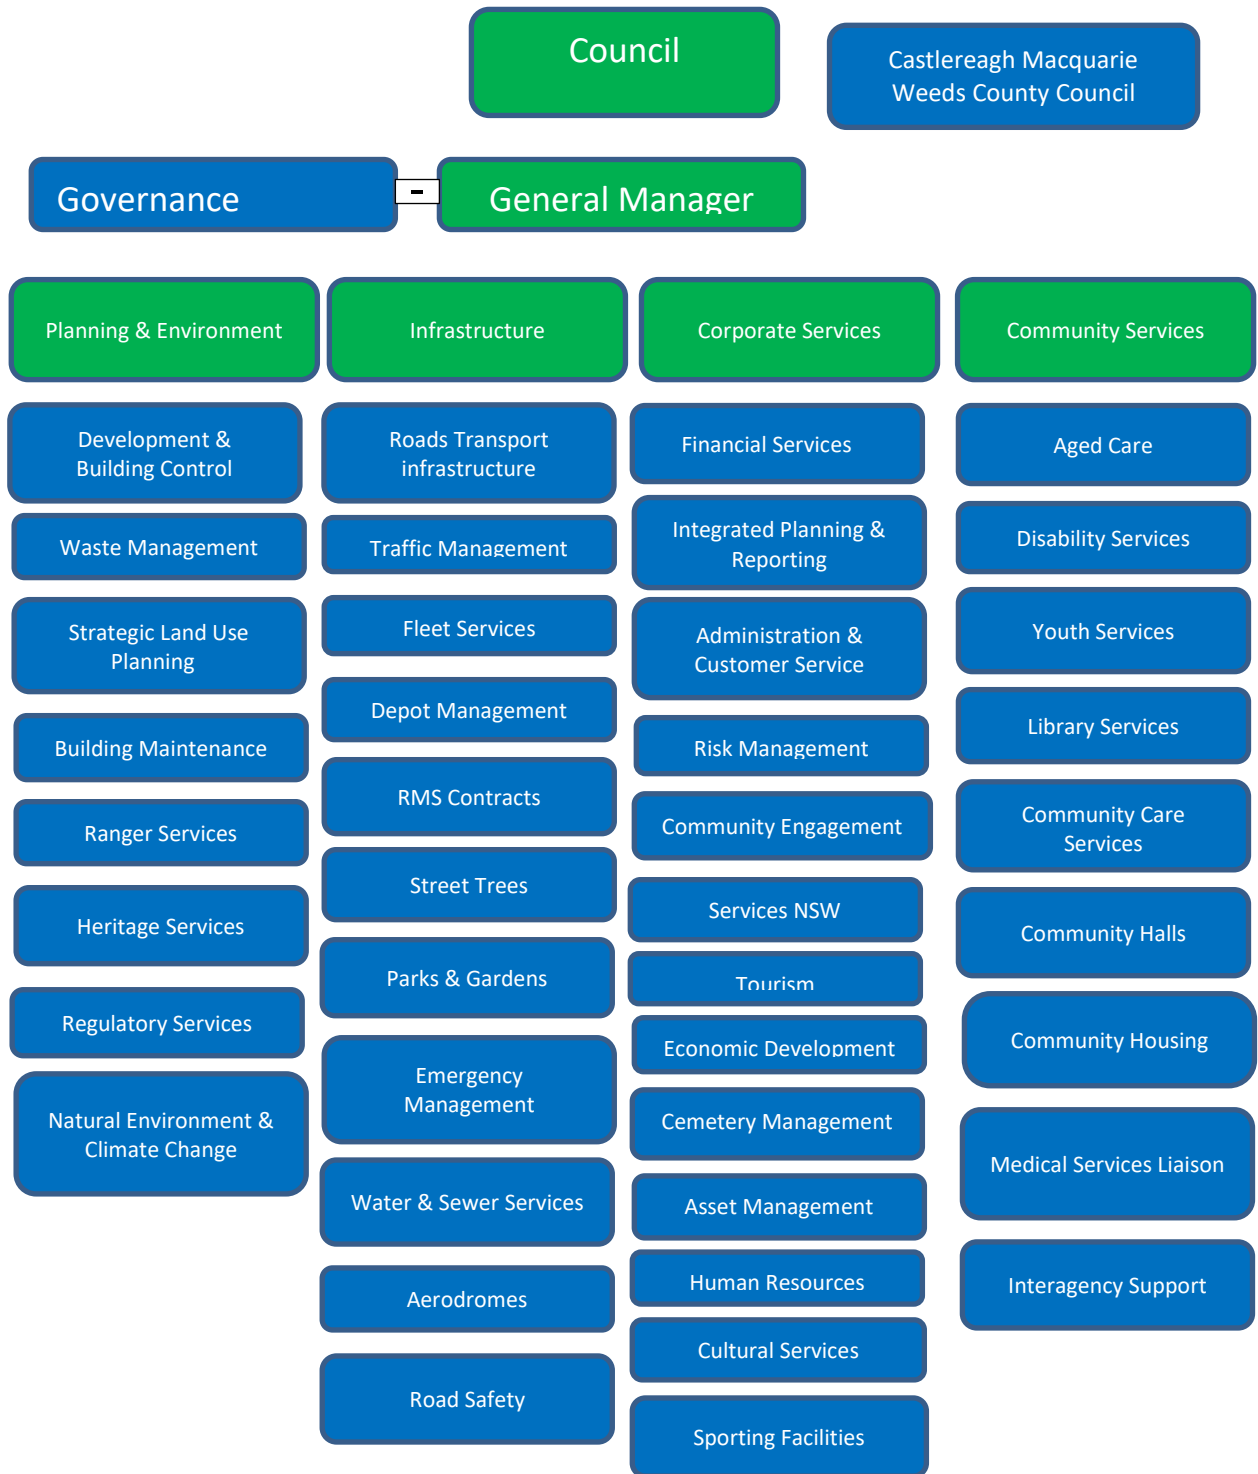 Council
Castlereagh Macquarie
Weeds County Council
Governance
-
General Manager
Planning & Environment
Infrastructure
Corporate Services
Community Services
Development &
Building Control
Waste Management
Strategic Land Use
Planning
Building Maintenance
Ranger Services
Heritage Services
Regulatory Services
Natural Environment &
Climate Change
Roads Transport
infrastructure
Traffic Management
Fleet Services
Depot Management
RMS Contracts
Street Trees
Parks & Gardens
Emergency
Management
Water & Sewer Services
Aerodromes
Road Safety
Financial Services
Integrated Planning &
Reporting
Administration &
Customer Service
Risk Management
Community Engagement
Services NSW
Tourism
Economic Development
Cemetery Management
Asset Management
Human Resources
Cultural Services
Sporting Facilities
Aged Care
Disability Services
Youth Services
Library Services
Community Care
Services
Community Halls
Community Housing
Medical Services Liaison
Interagency Support